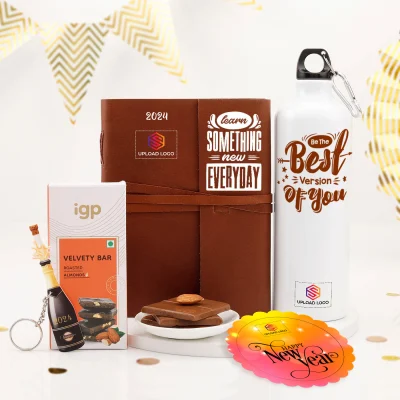 2024
UPLOAD LOGO
learn
SOMETHING
new
EVERYDAY
Be The
Best
Version
Of You
UPLOAD LOGO
igp
VELVETY BAR
ROASTED
ALMONDS
2024
UPLOAD LOGO
HAPPY
New Year